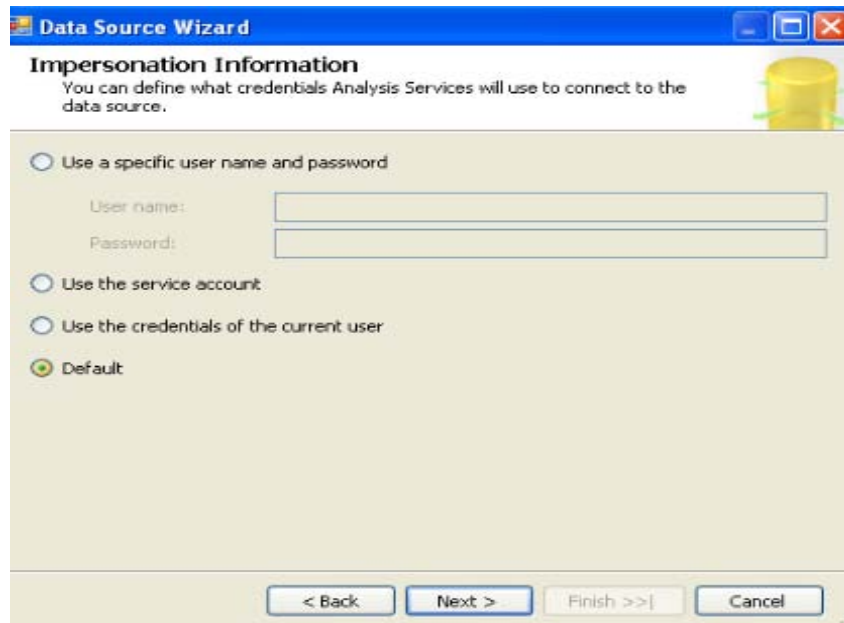 Data Source Wizard
Impersonation Information
You can define what credentials Analysis Services will use to connect to the
data source.
Use a specific user name and password
User name:
Password:
Use the service account
Use the credentials of the current user
Default
< Back
Next >
Finish >>|
Cancel